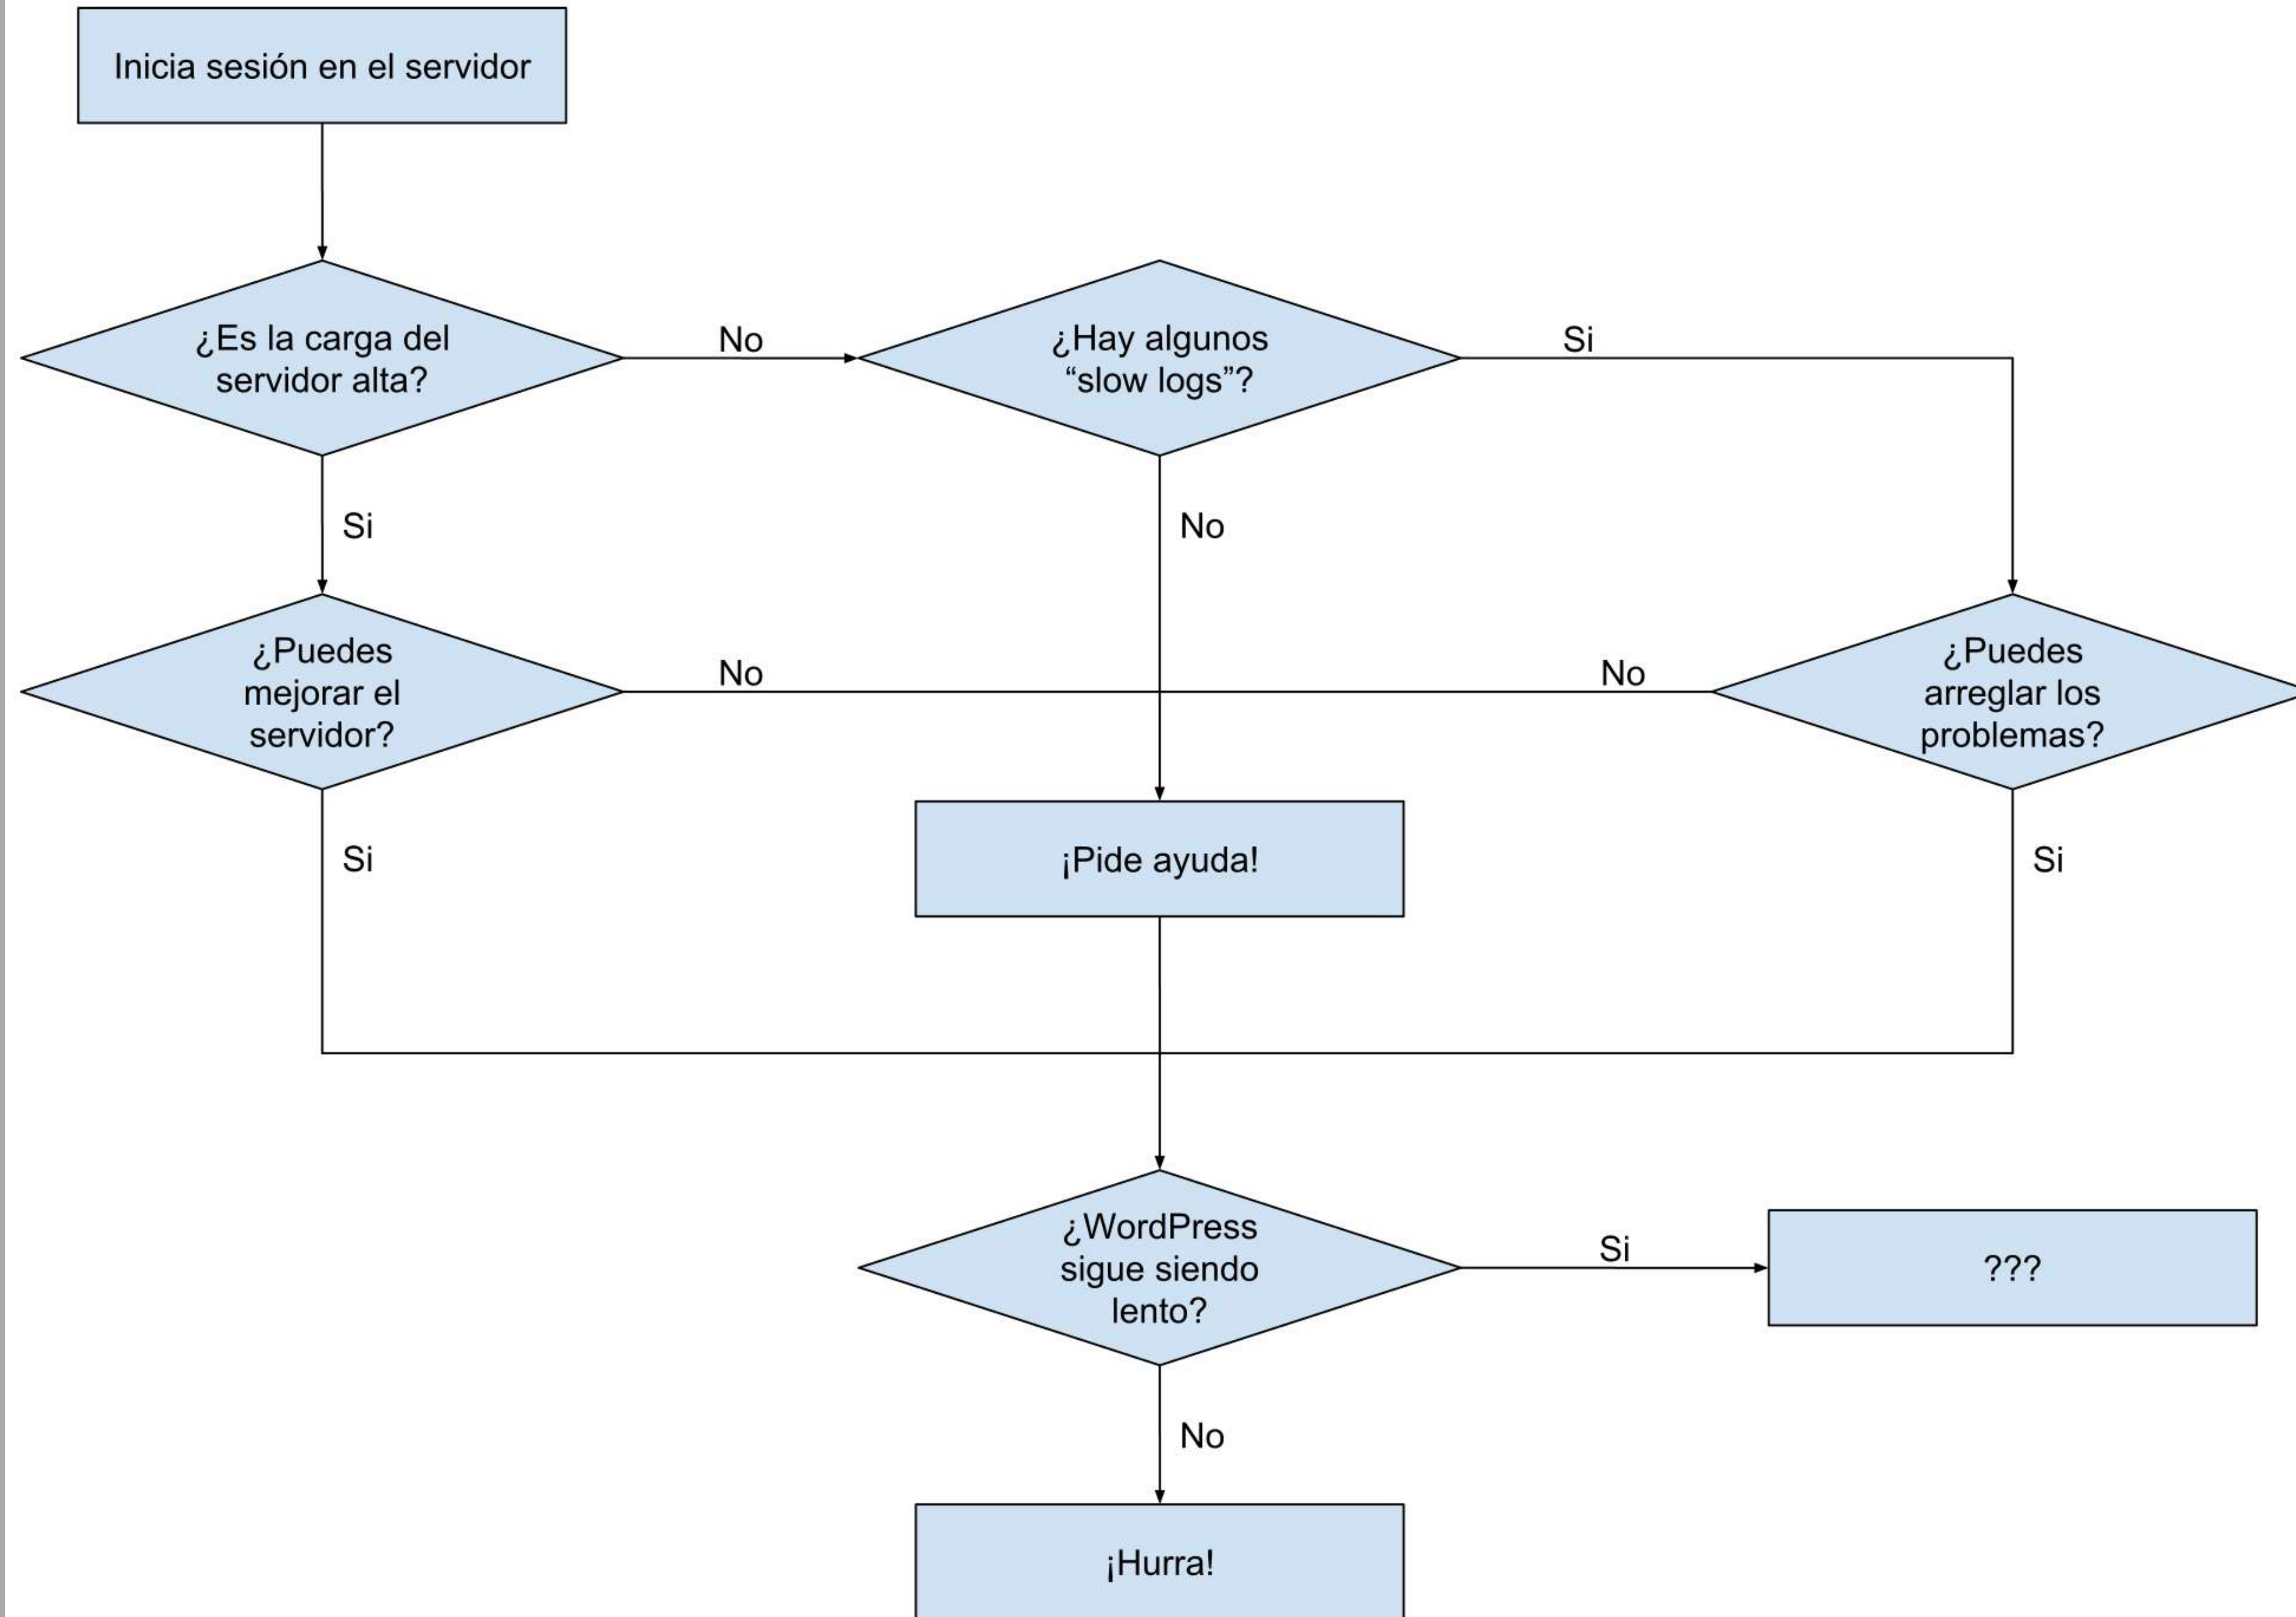 Inicia sesión en el servidor
¿Es la carga del
servidor alta?
No
¿Hay algunos
“slow logs”?
Si
Si
No
¿Puedes
mejorar el
servidor?
No
No
¿Puedes
arreglar los
problemas?
Si
¡Pide ayuda!
Si
¿WordPress
sigue siendo
lento?
Si
???
No
¡Hurra!